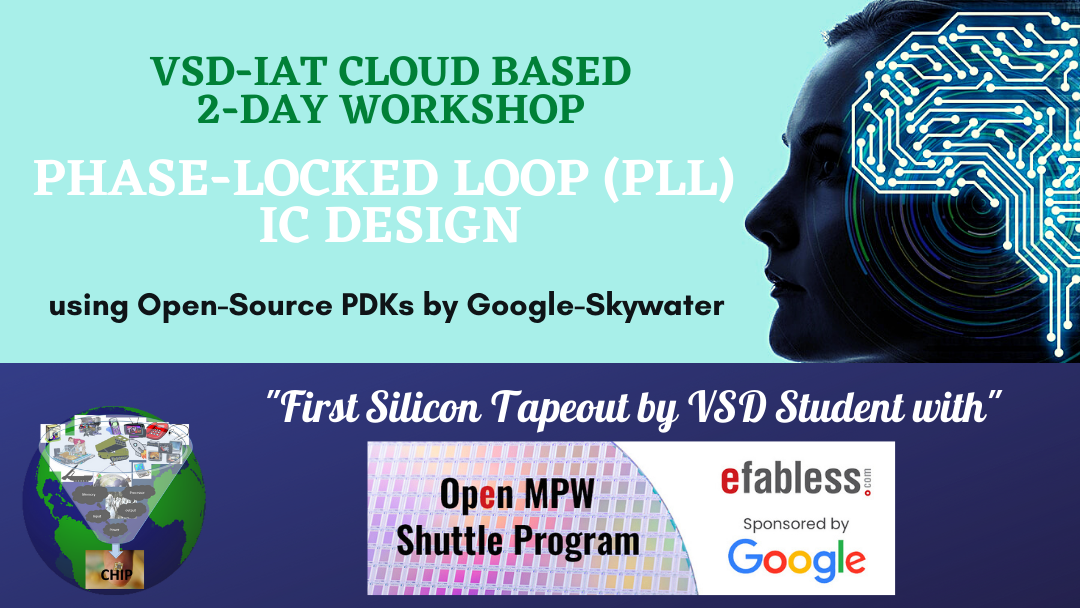 VSD-IAT CLOUD BASED
2-DAY WORKSHOP
PHASE-LOCKED LOOP (PLL)
IC DESIGN
using Open-Source PDKs by Google-Skywater
"First Silicon Tapeout by VSD Student with"
Open MPW
Shuttle Program
efabless.com
Sponsored by
Google
CHIP